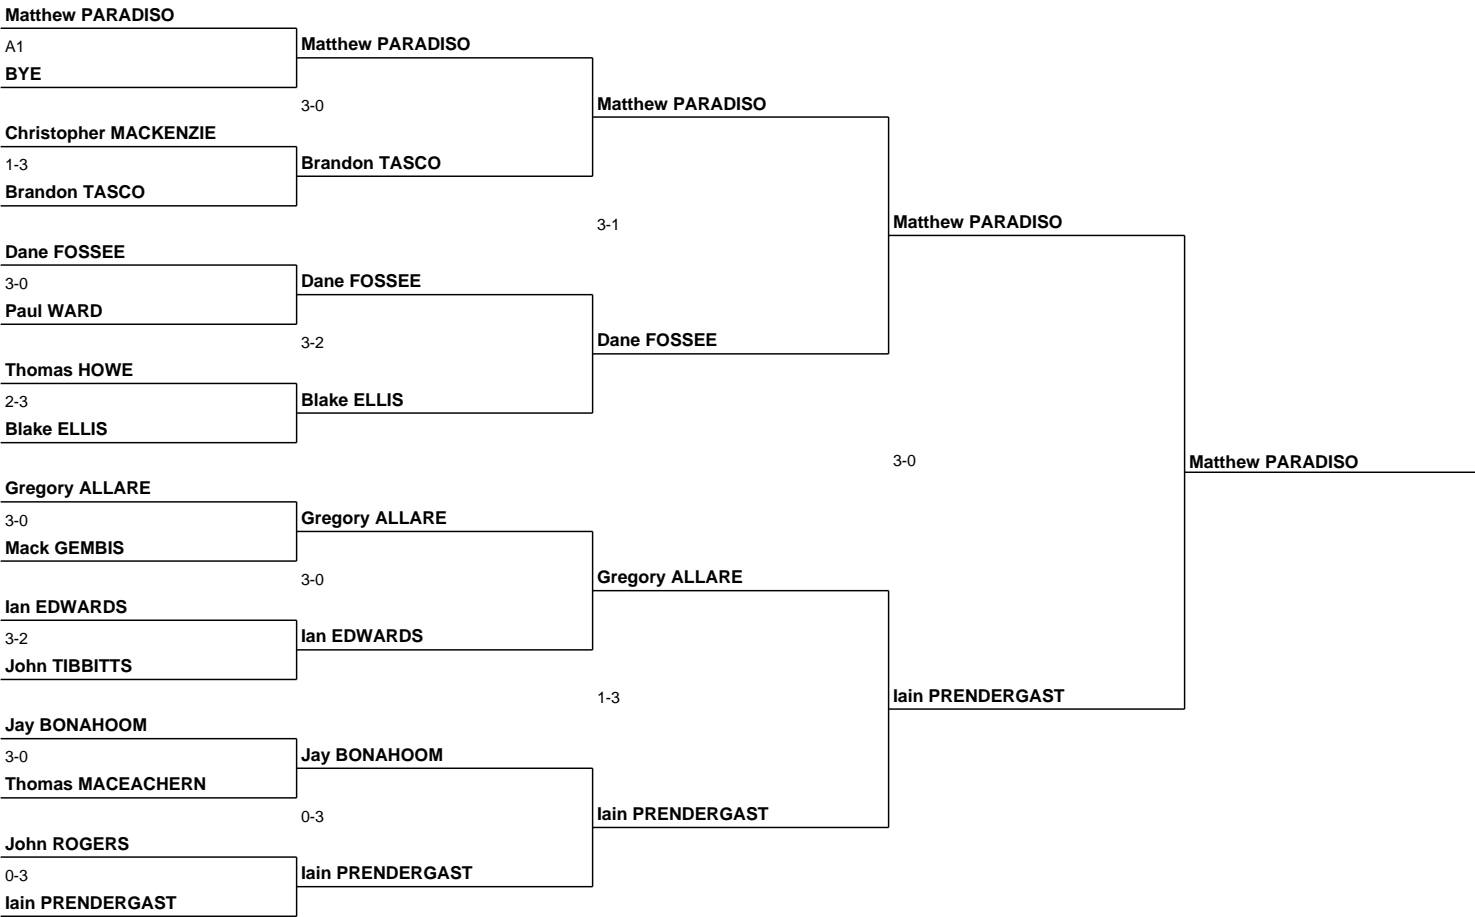 Matthew PARADISO
A1
BYE
Christopher MACKENZIE
1-3
Brandon TASCO
Dane FOSSEE
3-0
Paul WARD
Thomas HOWE
2-3
Blake ELLIS
Gregory ALLARE
3-0
Mack GEMBIS
Ian EDWARDS
3-2
John TIBBITTS
Jay BONAHOOM
3-0
Thomas MACEACHERN
John ROGERS
0-3
Iain PRENDERGAST
Matthew PARADISO
3-0
Brandon TASCO
Dane FOSSEE
3-2
Blake ELLIS
Gregory ALLARE
3-0
Ian EDWARDS
Jay BONAHOOM
0-3
Iain PRENDERGAST
Matthew PARADISO
3-1
Dane FOSSEE
Gregory ALLARE
1-3
Iain PRENDERGAST
Matthew PARADISO
3-0
Iain PRENDERGAST
Matthew PARADISO